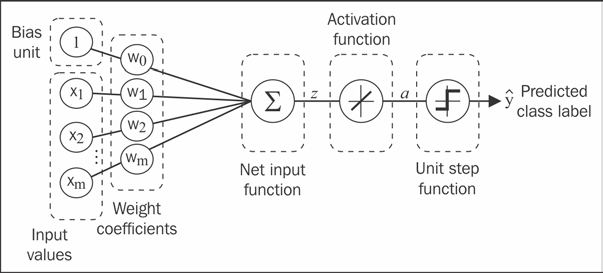 Bias
unit
1
w0
x1
w1
x2
w2
⋮
xm
wm
Input
values
Weight
coefficients
Σ
Net input
function
z
Activation
function
a
Unit step
function
ŷ
Predicted
class label